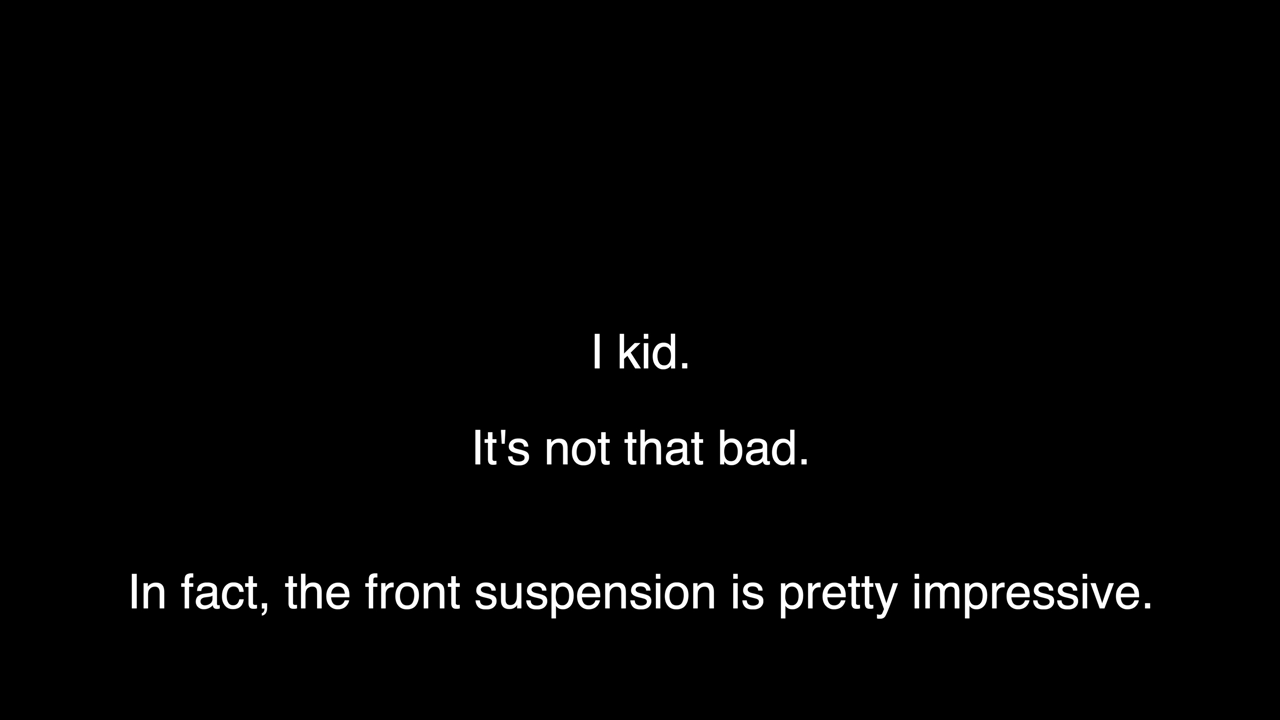 I kid.
It's not that bad.
In fact, the front suspension is pretty impressive.